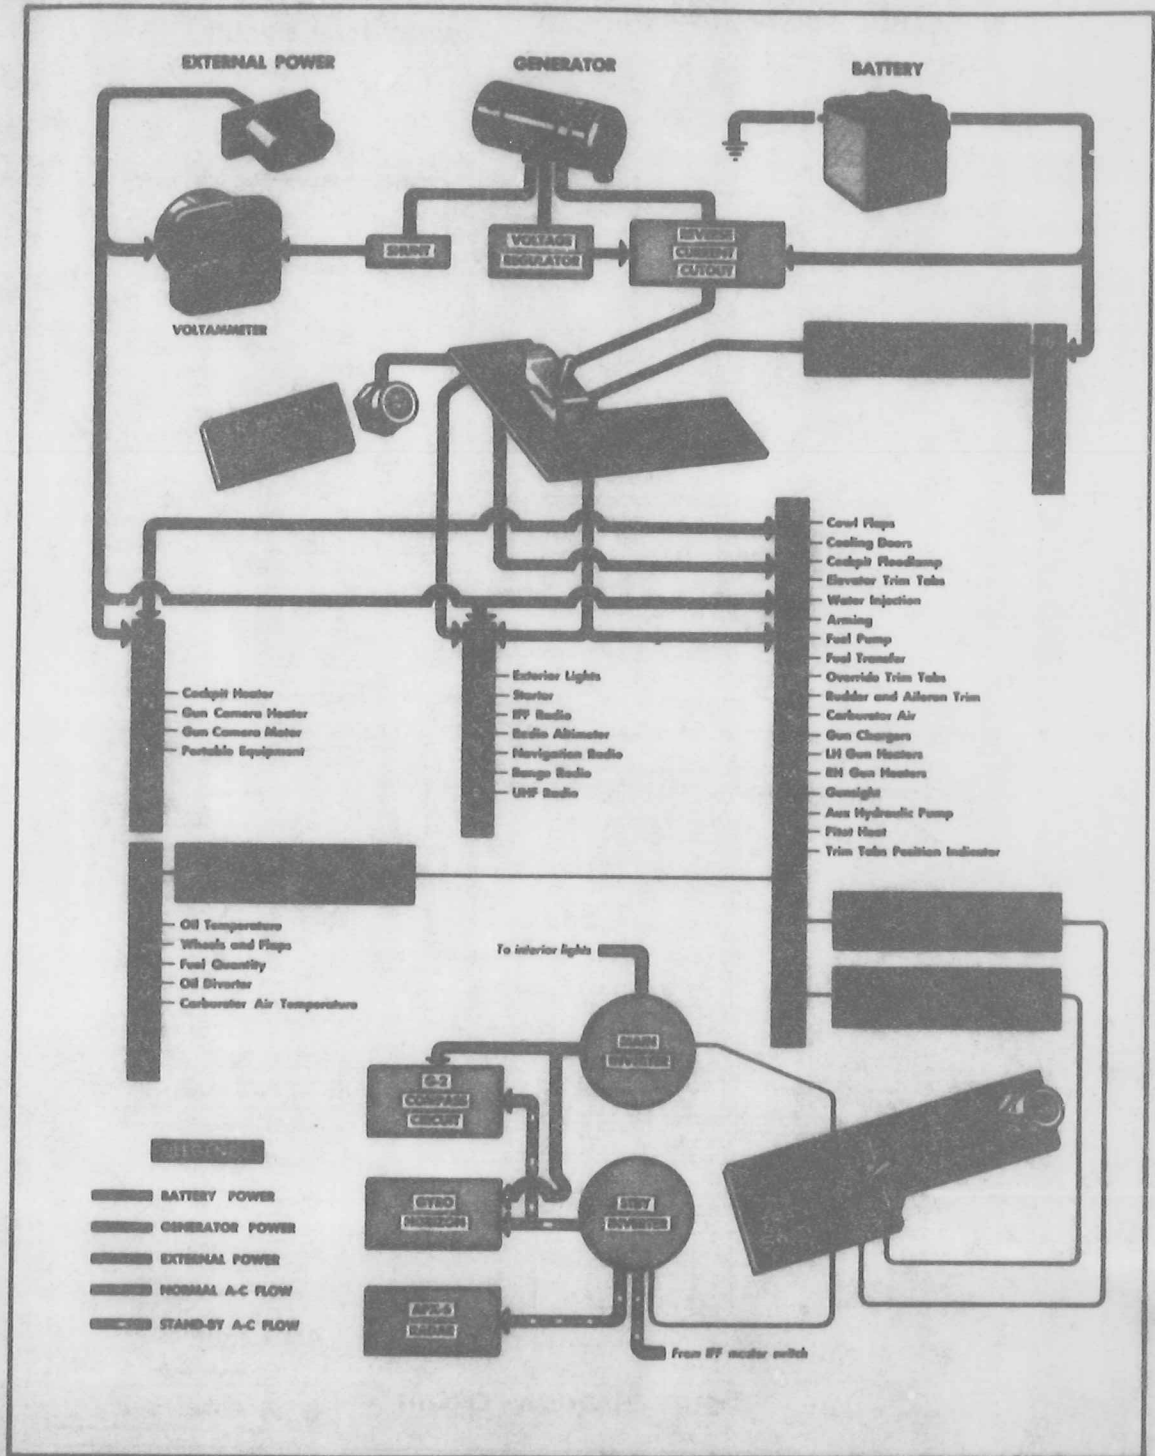 EXTERNAL POWER
GENERATOR
BATTERY
SHUNT
VOLTAGE
REGULATOR
REVERSE
CURRENT
CUTOUT
VOLTAMMETER
Cowl Flaps
Cooling Doors
Cockpit Floodlamp
Elevator Trim Tabs
Water Injection
Arming
Fuel Pump
Fuel Transfer
Override Trim Tabs
Rudder and Aileron Trim
Carburetor Air
Gun Chargers
LH Gun Heaters
RH Gun Heaters
Gunsight
Aux Hydraulic Pump
Pitot Heat
Trim Tabs Position Indicator
Cockpit Heater
Gun Camera Heater
Gun Camera Motor
Portable Equipment
Exterior Lights
Starter
IFF Radio
Radio Altimeter
Navigation Radio
Range Radio
UHF Radio
Oil Temperature
Wheels and Flaps
Fuel Quantity
Oil Diverter
Carburetor Air Temperature
To interior lights
MAIN
INVERTER
G-2
COMPASS
CIRCUIT
GYRO
HORIZON
STBY
INVERTER
APX-6
RADAR
From IFF master switch
BATTERY POWER
GENERATOR POWER
EXTERNAL POWER
NORMAL A-C FLOW
STAND-BY A-C FLOW